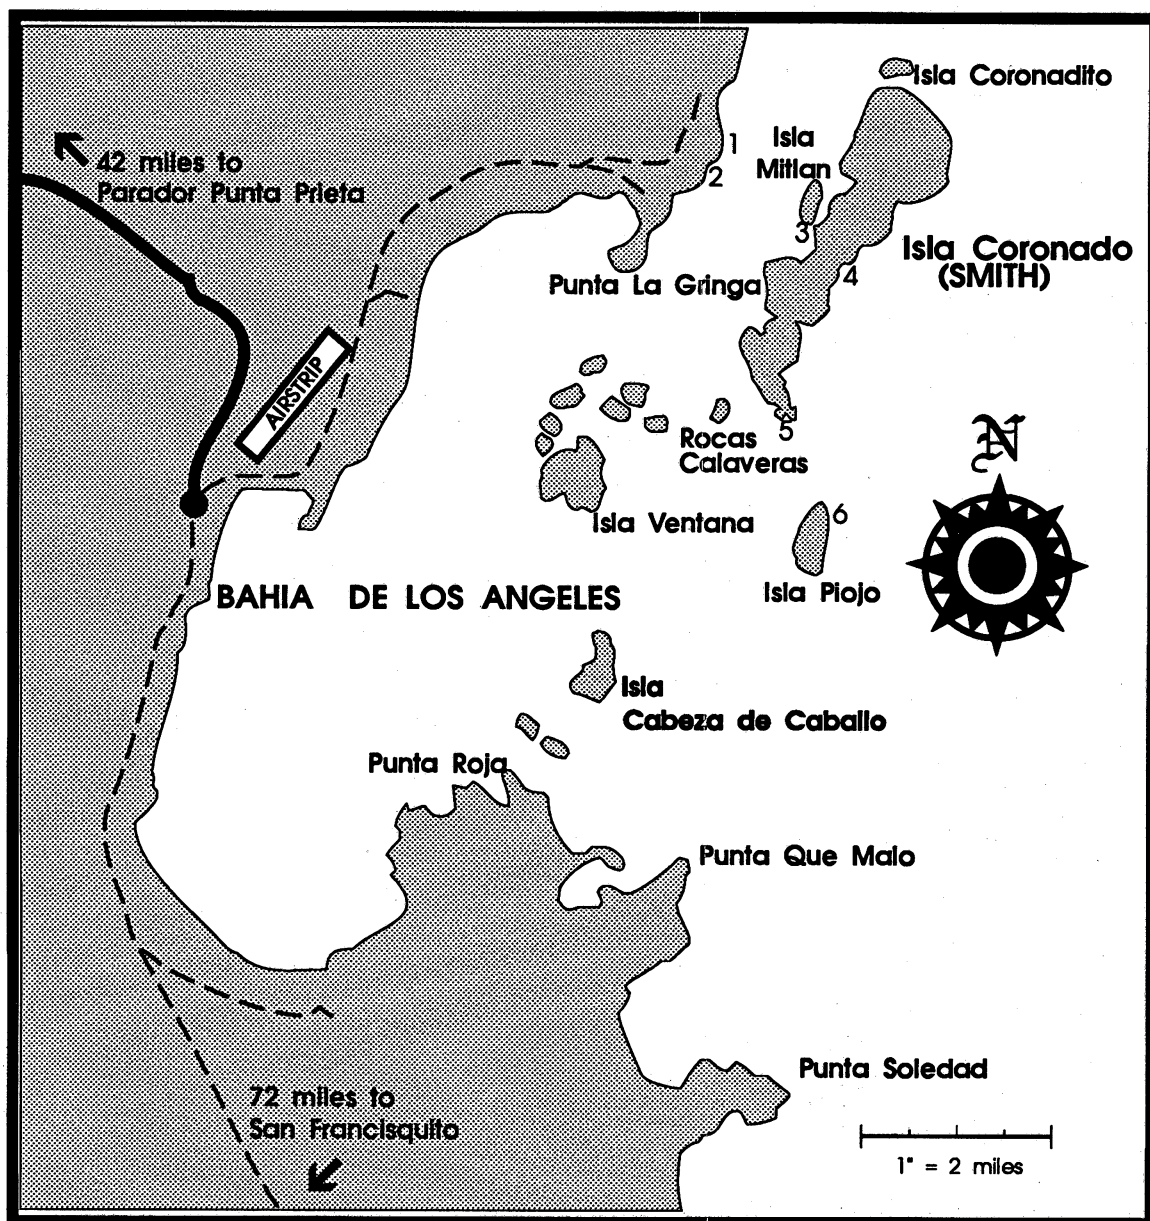 Isla Coronadito
1
Isla
Mitlan
42 miles to
Parador Punta Prieta
2
3
Isla Coronado
(SMITH)
4
Punta La Gringa
AIRSTRIP
5
Rocas
Calaveras
N
Isla Ventana
6
Isla Piojo
BAHIA DE LOS ANGELES
Isla
Cabeza de Caballo
Punta Roja
Punta Que Malo
Punta Soledad
72 miles to
San Francisquito
1" = 2 miles